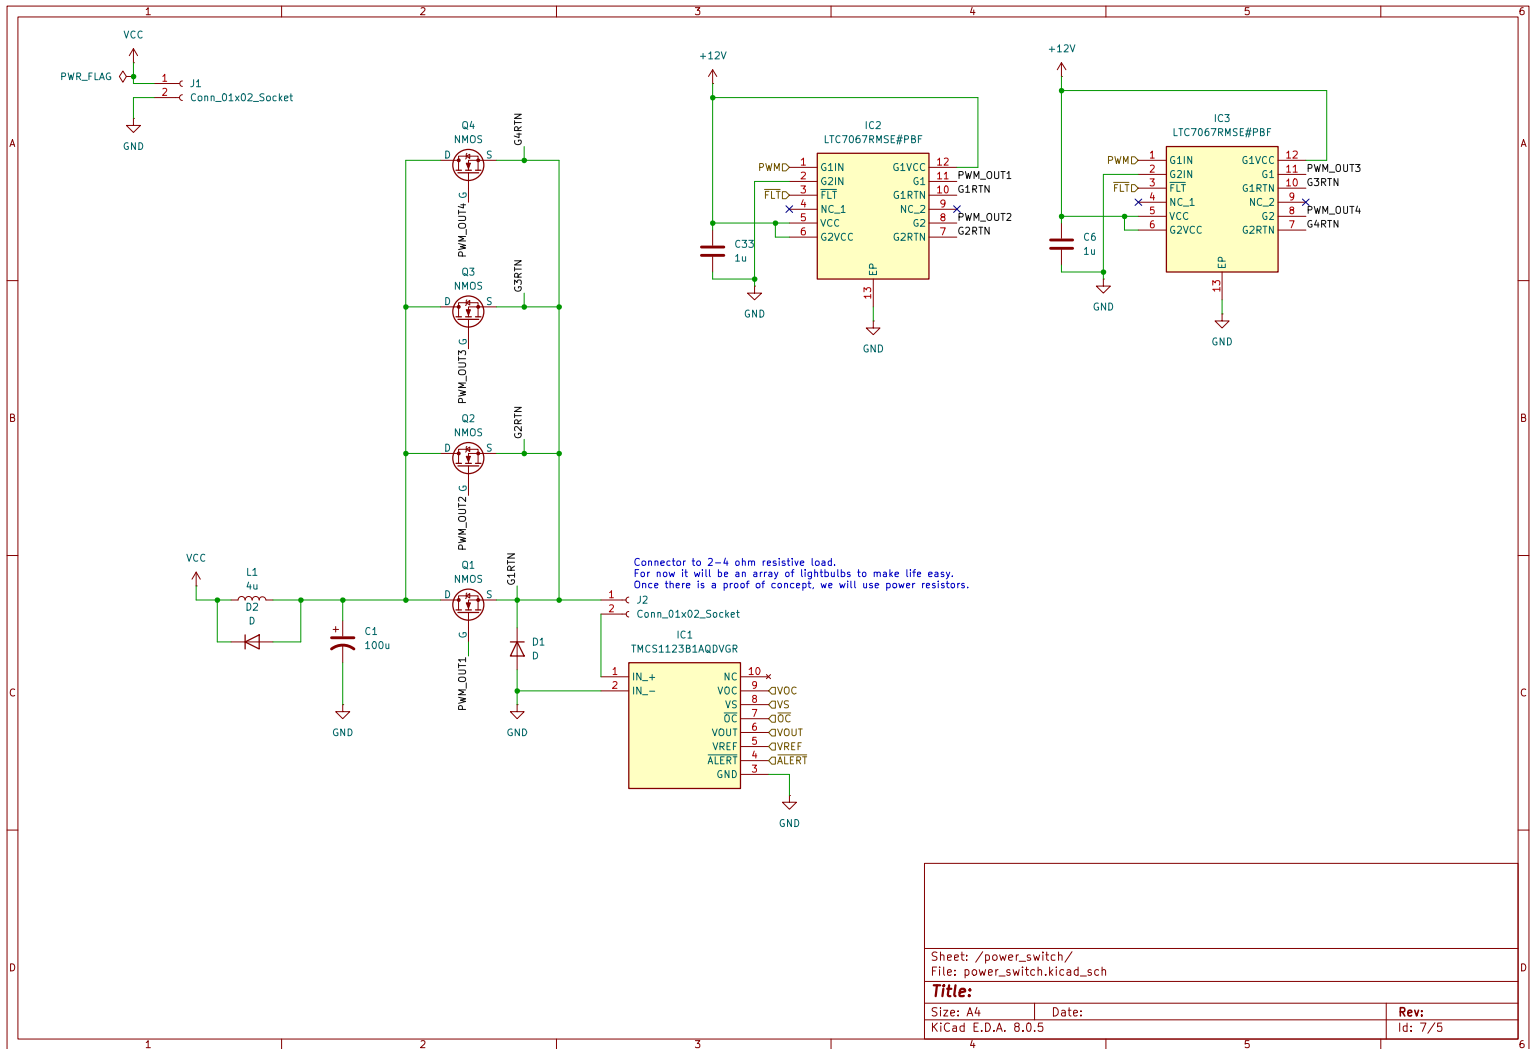 1
2
3
4
5
6
A
B
C
D
A
B
C
D
1
2
3
4
5
6
VCC
PWR_FLAG
1
2
J1
Conn_01x02_Socket
GND
Q4
NMOS
D
S
G
G4RTN
PWM_OUT4
Q3
NMOS
D
S
G
G3RTN
PWM_OUT3
Q2
NMOS
D
S
G
G2RTN
PWM_OUT2
Q1
NMOS
D
S
G
G1RTN
PWM_OUT1
VCC
L1
4u
D2
D
C1
100u
GND
D1
D
GND
Connector to 2-4 ohm resistive load.
For now it will be an array of lightbulbs to make life easy.
Once there is a proof of concept, we will use power resistors.
1
2
J2
Conn_01x02_Socket
IC1
TMCS1123B1AQDVGR
1 IN_+
2 IN_-
NC 10
VOC 9 VOC
VS 8 VS
OC 7 OC
VOUT 6 VOUT
VREF 5 VREF
ALERT 4 ALERT
GND 3
GND
+12V
IC2
LTC7067RMSE#PBF
PWM 1 G1IN
2 G2IN
FLT 3 FLT
4 NC_1
5 VCC
6 G2VCC
G1VCC 12
G1 11 PWM_OUT1
G1RTN 10 G1RTN
NC_2 9
G2 8 PWM_OUT2
G2RTN 7 G2RTN
EP
13
C33
1u
GND
GND
+12V
IC3
LTC7067RMSE#PBF
PWM 1 G1IN
2 G2IN
FLT 3 FLT
4 NC_1
5 VCC
6 G2VCC
G1VCC 12
G1 11 PWM_OUT3
G1RTN 10 G3RTN
NC_2 9
G2 8 PWM_OUT4
G2RTN 7 G4RTN
EP
13
C6
1u
GND
GND
Sheet: /power_switch/
File: power_switch.kicad_sch
Title:
Size: A4 Date: Rev:
KiCad E.D.A. 8.0.5 Id: 7/5